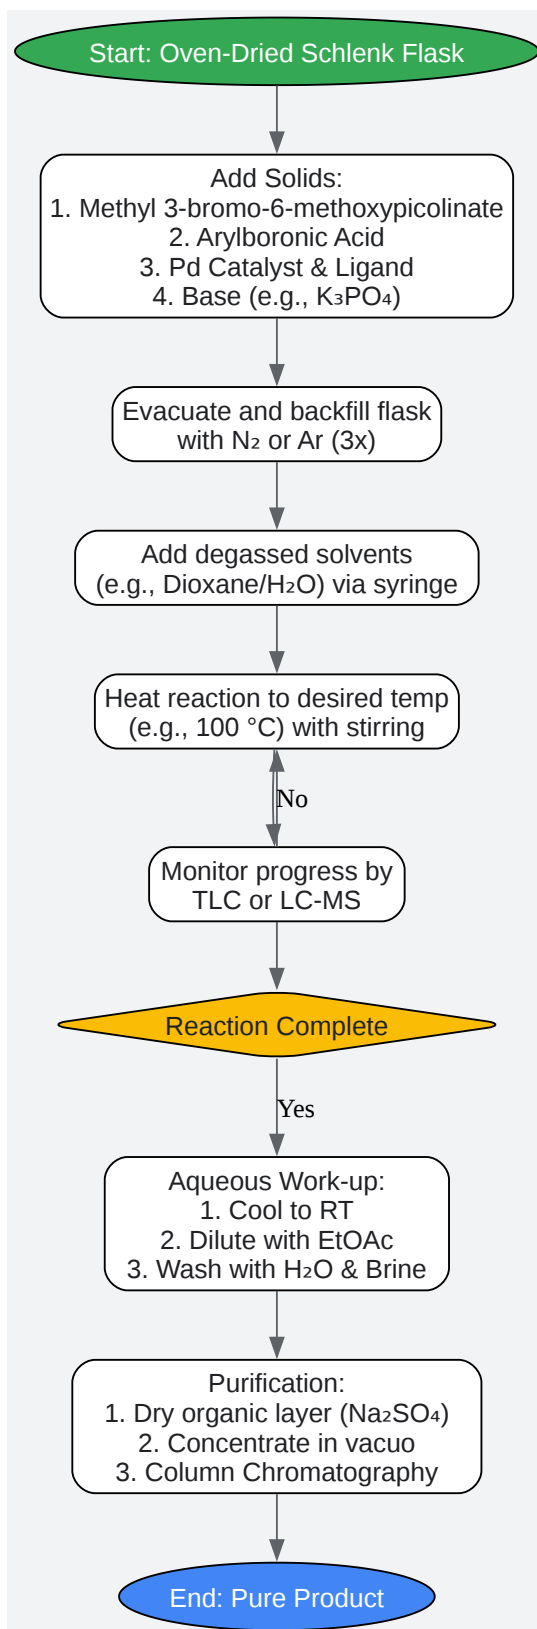 Start: Oven-Dried Schlenk Flask
Add Solids:
1. Methyl 3-bromo-6-methoxypicolinate
2. Arylboronic Acid
3. Pd Catalyst & Ligand
4. Base (e.g., K₃PO₄)
Evacuate and backfill flask
with N₂ or Ar (3x)
Add degassed solvents
(e.g., Dioxane/H₂O) via syringe
Heat reaction to desired temp
(e.g., 100 °C) with stirring
No
Monitor progress by
TLC or LC-MS
Reaction Complete
Yes
Aqueous Work-up:
1. Cool to RT
2. Dilute with EtOAc
3. Wash with H₂O & Brine
Purification:
1. Dry organic layer (Na₂SO₄)
2. Concentrate in vacuo
3. Column Chromatography
End: Pure Product